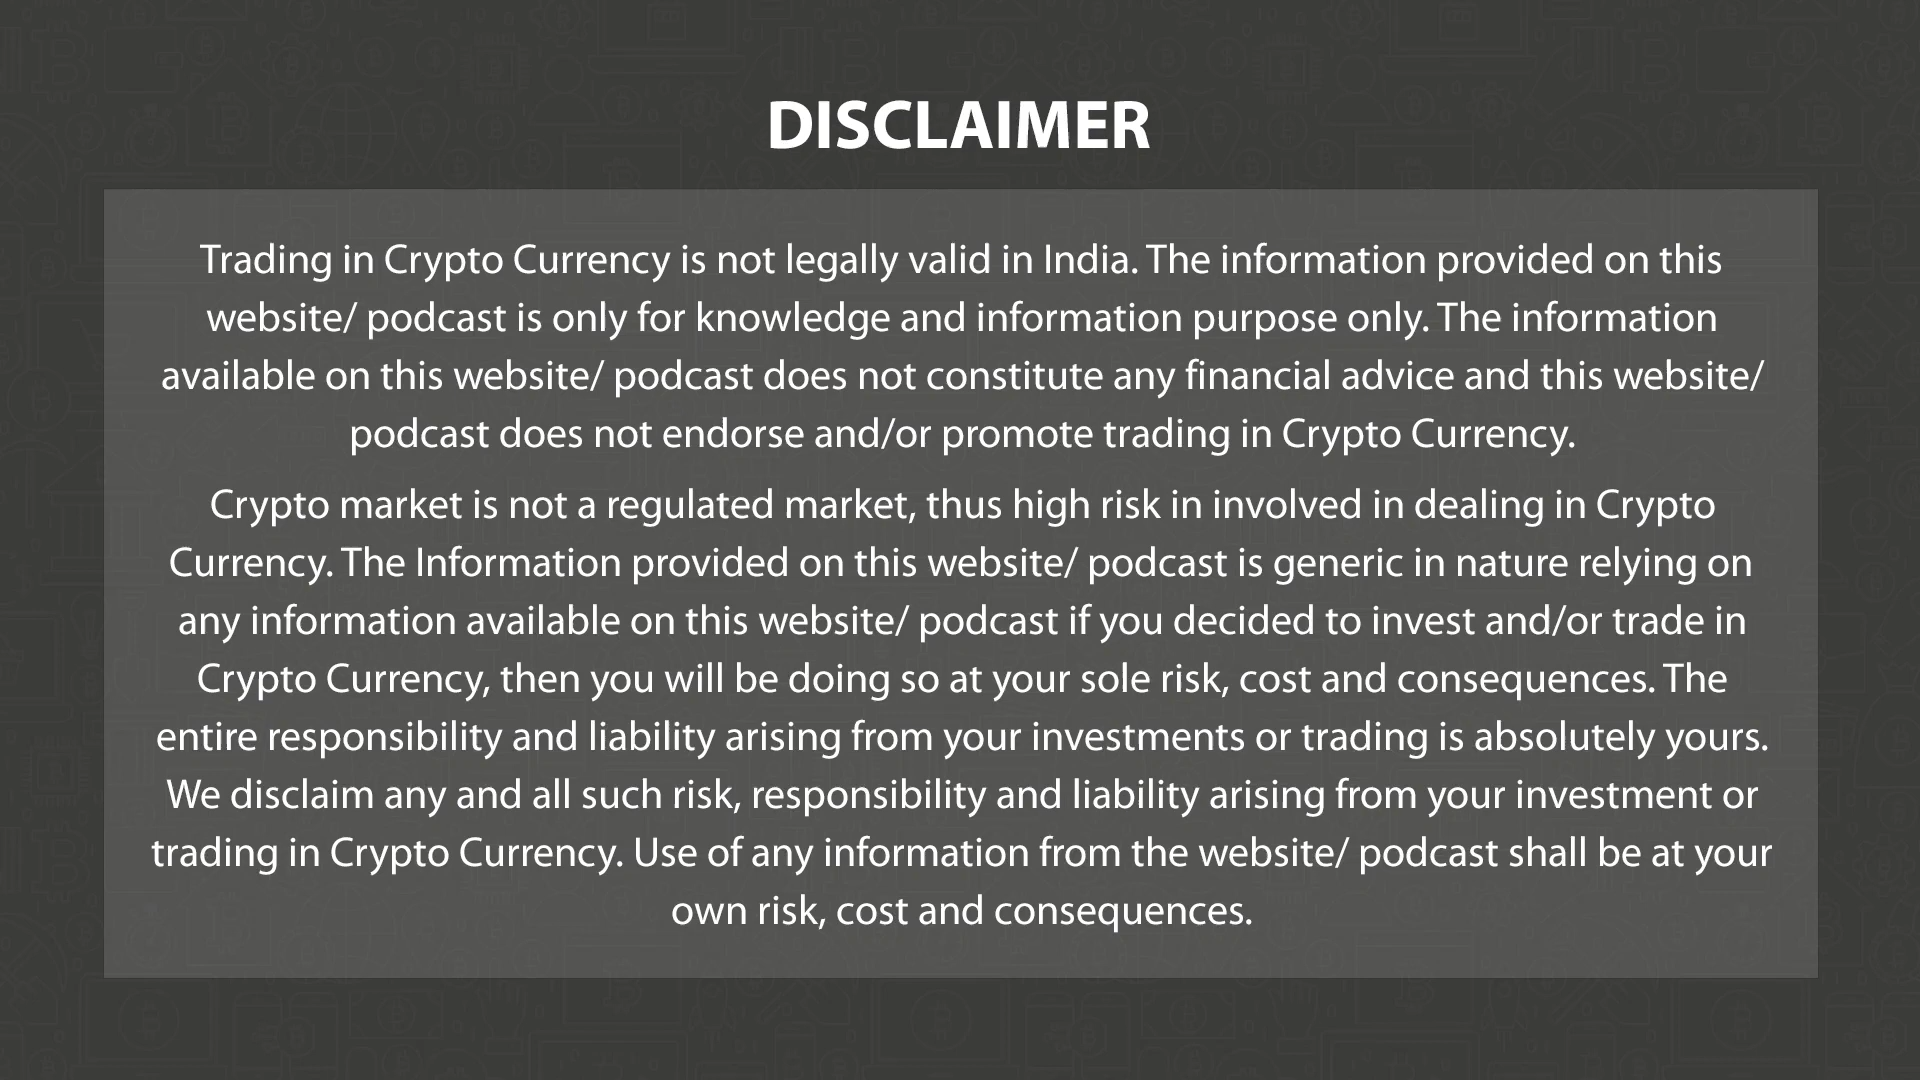 DISCLAIMER
Trading in Crypto Currency is not legally valid in India. The information provided on this
website/ podcast is only for knowledge and information purpose only. The information
available on this website/ podcast does not constitute any financial advice and this website/
podcast does not endorse and/or promote trading in Crypto Currency.
Crypto market is not a regulated market, thus high risk in involved in dealing in Crypto
Currency. The Information provided on this website/ podcast is generic in nature relying on
any information available on this website/ podcast if you decided to invest and/or trade in
Crypto Currency, then you will be doing so at your sole risk, cost and consequences. The
entire responsibility and liability arising from your investments or trading is absolutely yours.
We disclaim any and all such risk, responsibility and liability arising from your investment or
trading in Crypto Currency. Use of any information from the website/ podcast shall be at your
own risk, cost and consequences.